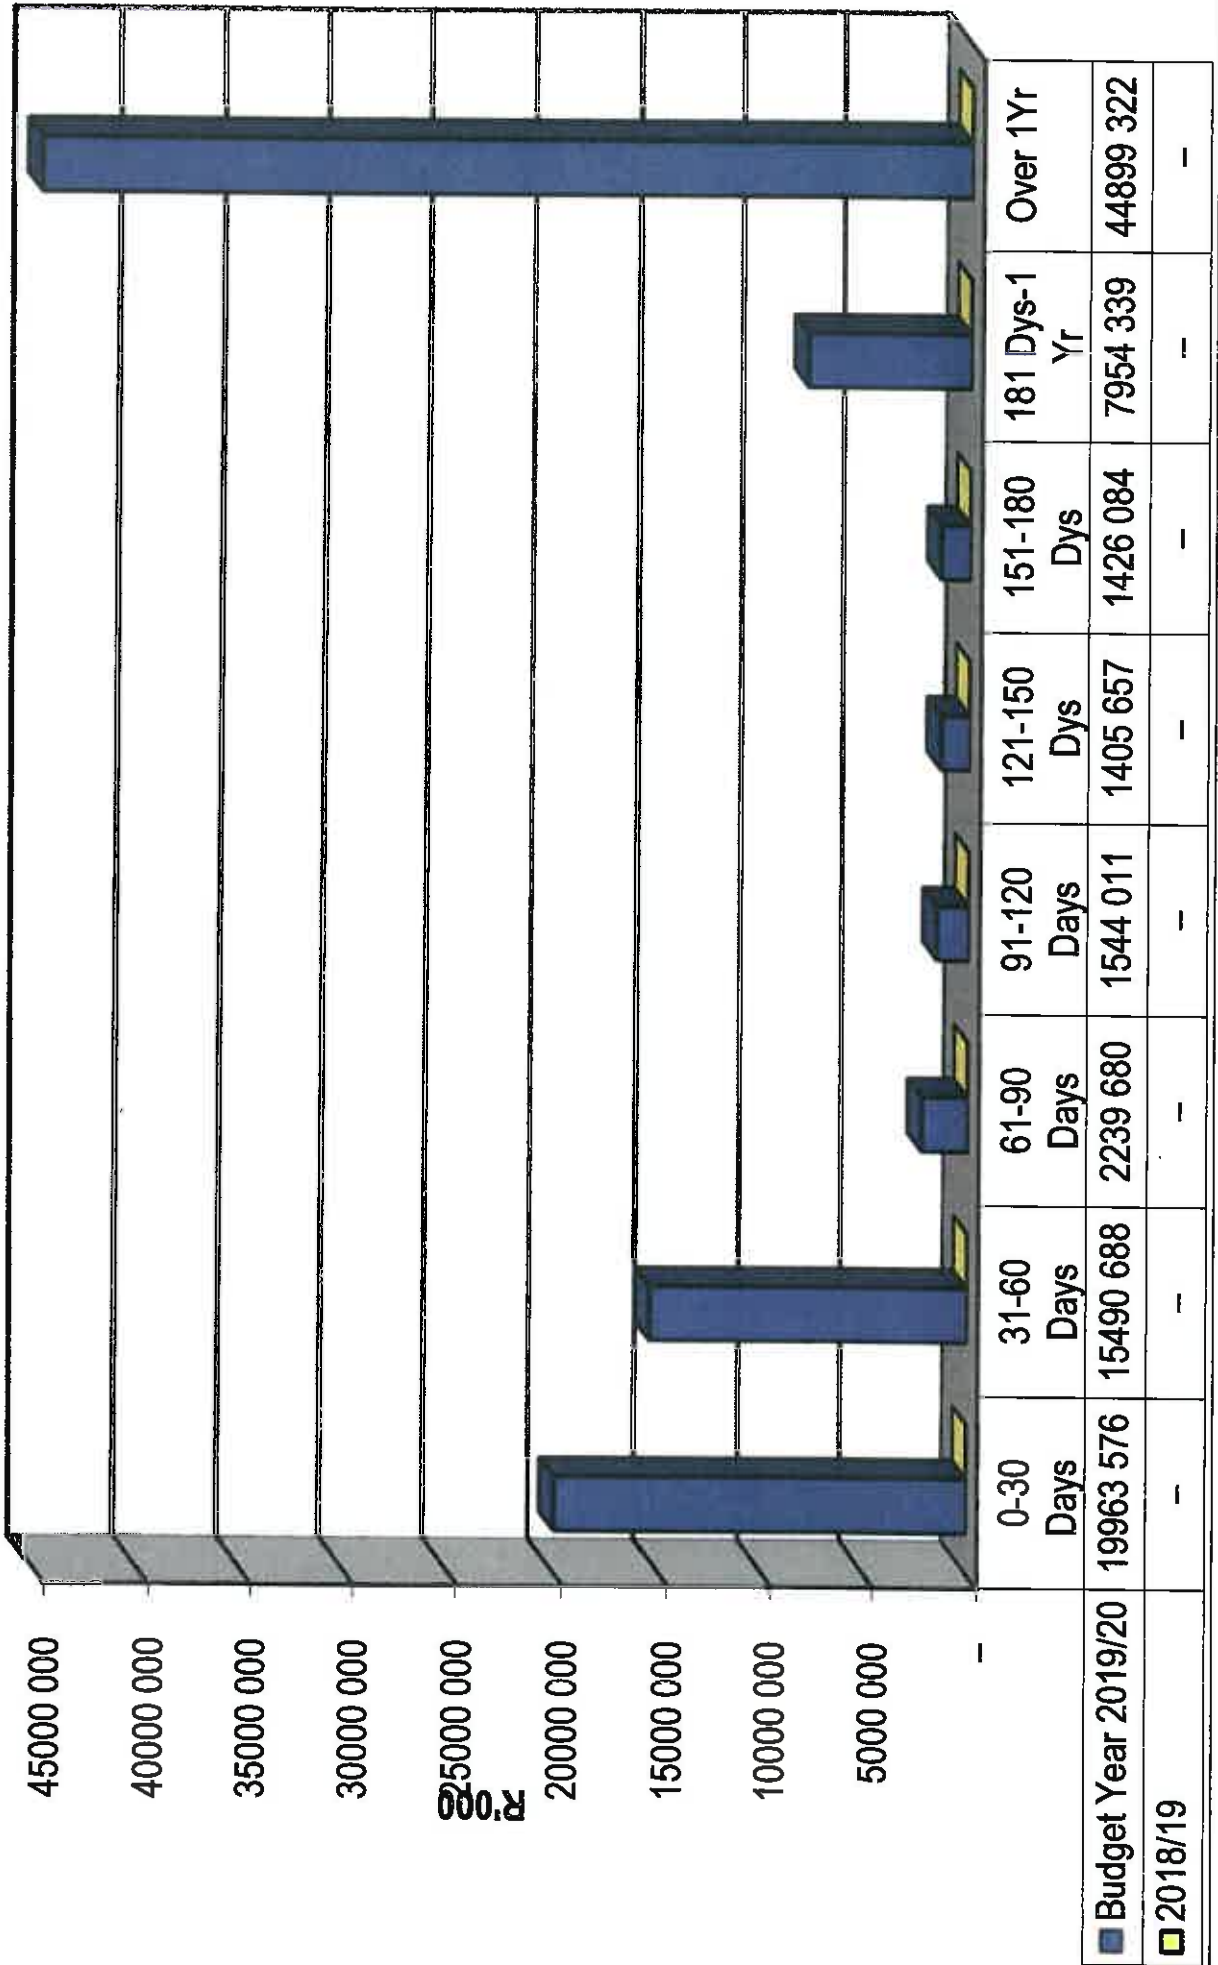 45000 000
40000 000
35000 000
30000 000
25000 000
20000 000
15000 000
10000 000
5000 000
–
R'000
0-30 Days 31-60 Days 61-90 Days 91-120 Days 121-150 Dys 151-180 Dys 181 Dys-1 Yr Over 1Yr
Budget Year 2019/20 19963 576 15490 688 2239 680 1544 011 1405 657 1426 084 7954 339 44899 322
2018/19 – – – – – – – –